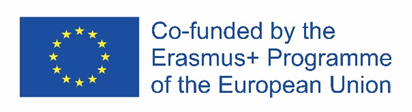 Co-funded by the
Erasmus+ Programme
of the European Union